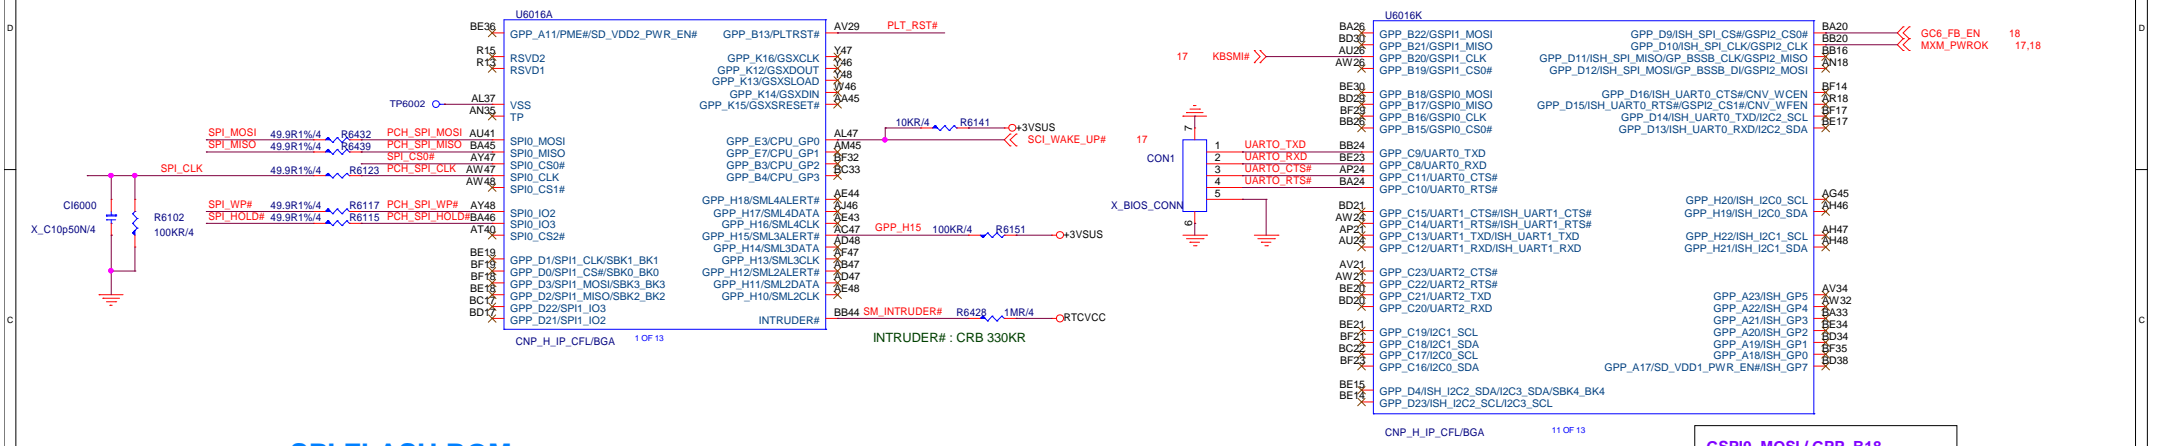 D
D
C
C
U6016A
BE36
GPP_A11/PME#/SD_VDD2_PWR_EN#
R15
RSVD2
R13
RSVD1
TP6002
AL37
VSS
AN35
TP
SPI_MOSI 49.9R1%/4 R6432 PCH_SPI_MOSI AU41
SPI0_MOSI
SPI_MISO 49.9R1%/4 R6439 PCH_SPI_MISO BA45
SPI0_MISO
SPI_CS0# AY47
SPI0_CS0#
SPI_CLK 49.9R1%/4 R6123 PCH_SPI_CLK AW47
SPI0_CLK
AW48
SPI0_CS1#
SPI_WP# 49.9R1%/4 R6117 PCH_SPI_WP# AY48
SPI0_IO2
SPI_HOLD# 49.9R1%/4 R6115 PCH_SPI_HOLD# BA46
SPI0_IO3
AT40
SPI0_CS2#
CI6000
X_C10p50N/4
R6102
100KR/4
BE19
GPP_D1/SPI1_CLK/SBK1_BK1
BF19
GPP_D0/SPI1_CS#/SBK0_BK0
BF18
GPP_D3/SPI1_MOSI/SBK3_BK3
BE18
GPP_D2/SPI1_MISO/SBK2_BK2
BC17
GPP_D22/SPI1_IO3
BD17
GPP_D21/SPI1_IO2
GPP_B13/PLTRST# AV29 PLT_RST#
GPP_K16/GSXCLK Y47
GPP_K12/GSXDOUT Y46
GPP_K13/GSXSLOAD Y48
GPP_K14/GSXDIN W46
GPP_K15/GSXSRESET# AA45
10KR/4 R6141 +3VSUS
GPP_E3/CPU_GP0 AL47 SCI_WAKE_UP# 17
GPP_E7/CPU_GP1 AM45
GPP_B3/CPU_GP2 BF32
GPP_B4/CPU_GP3 BC33
GPP_H18/SML4ALERT# AE44
GPP_H17/SML4DATA AJ46
GPP_H16/SML4CLK AE43
GPP_H15/SML3ALERT# AC47 GPP_H15 100KR/4 R6151 +3VSUS
GPP_H14/SML3DATA AD48
GPP_H13/SML3CLK AF47
GPP_H12/SML2ALERT# AB47
GPP_H11/SML2DATA AD47
GPP_H10/SML2CLK AE48
INTRUDER# BB44 SM_INTRUDER# R6428 1MR/4 RTCVCC
CNP_H_IP_CFL/BGA 1 OF 13
INTRUDER# : CRB 330KR
U6016K
BA26
GPP_B22/GSPI1_MOSI
BD30
GPP_B21/GSPI1_MISO
17 KBSMI# AU26
GPP_B20/GSPI1_CLK
AW26
GPP_B19/GSPI1_CS0#
BE30
GPP_B18/GSPI0_MOSI
BD29
GPP_B17/GSPI0_MISO
BF29
GPP_B16/GSPI0_CLK
BB26
GPP_B15/GSPI0_CS0#
CON1
X_BIOS_CONN
7
1 UARTO_TXD BB24
GPP_C9/UART0_TXD
2 UARTO_RXD BE23
GPP_C8/UART0_RXD
3 UARTO_CTS# AP24
GPP_C11/UART0_CTS#
4 UARTO_RTS# BA24
GPP_C10/UART0_RTS#
5
6
BD21
GPP_C15/UART1_CTS#/ISH_UART1_CTS#
AW24
GPP_C14/UART1_RTS#/ISH_UART1_RTS#
AP21
GPP_C13/UART1_TXD/ISH_UART1_TXD
AU24
GPP_C12/UART1_RXD/ISH_UART1_RXD
AV21
GPP_C23/UART2_CTS#
AW21
GPP_C22/UART2_RTS#
BE20
GPP_C21/UART2_TXD
BD20
GPP_C20/UART2_RXD
BE21
GPP_C19/I2C1_SCL
BF21
GPP_C18/I2C1_SDA
BC22
GPP_C17/I2C0_SCL
BF23
GPP_C16/I2C0_SDA
BE15
GPP_D4/ISH_I2C2_SDA/I2C3_SDA/SBK4_BK4
BE14
GPP_D23/ISH_I2C2_SCL/I2C3_SCL
GPP_D9/ISH_SPI_CS#/GSPI2_CS0# BA20 GC6_FB_EN 18
GPP_D10/ISH_SPI_CLK/GSPI2_CLK BB20 MXM_PWROK 17,18
GPP_D11/ISH_SPI_MISO/GP_BSSB_CLK/GSPI2_MISO BB16
GPP_D12/ISH_SPI_MOSI/GP_BSSB_DI/GSPI2_MOSI AN18
GPP_D16/ISH_UART0_CTS#/CNV_WCEN BF14
GPP_D15/ISH_UART0_RTS#/GSPI2_CS1#/CNV_WFEN AR18
GPP_D14/ISH_UART0_TXD/I2C2_SCL BF17
GPP_D13/ISH_UART0_RXD/I2C2_SDA BE17
GPP_H20/ISH_I2C0_SCL AG45
GPP_H19/ISH_I2C0_SDA AH46
GPP_H22/ISH_I2C1_SCL AH47
GPP_H21/ISH_I2C1_SDA AH48
GPP_A23/ISH_GP5 AV34
GPP_A22/ISH_GP4 AW32
GPP_A21/ISH_GP3 BA33
GPP_A20/ISH_GP2 BE34
GPP_A19/ISH_GP1 BD34
GPP_A18/ISH_GP0 BF35
GPP_A17/SD_VDD1_PWR_EN#/ISH_GP7 BD38
CNP_H_IP_CFL/BGA 11 OF 13
SPI FLASH ROM
GSPI0_MOSI / GPP_B18